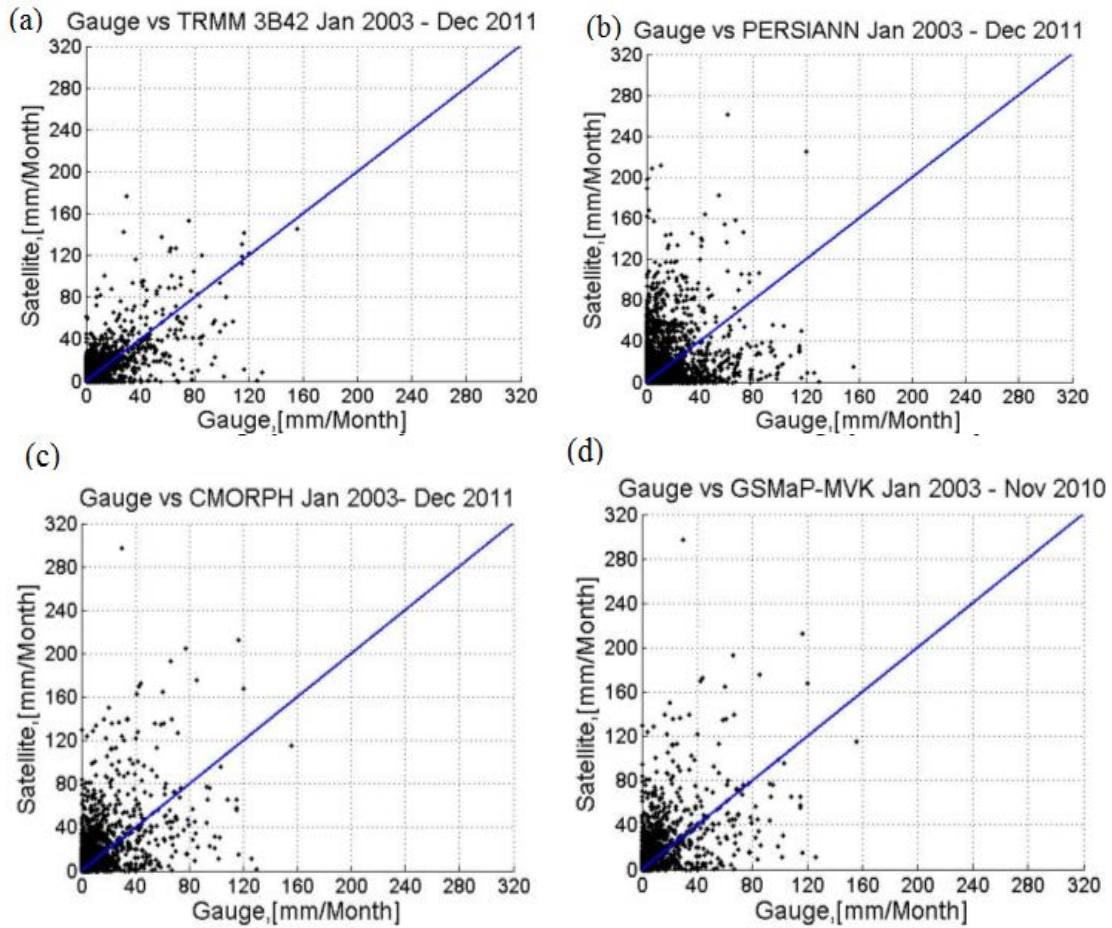 (a)
Gauge vs TRMM 3B42 Jan 2003 - Dec 2011
320
280
240
200
160
120
80
40
0
Satellite,[mm/Month]
0 40 80 120 160 200 240 280 320
Gauge,[mm/Month]
(b)
Gauge vs PERSIANN Jan 2003 - Dec 2011
320
280
240
200
160
120
80
40
0
Satellite,[mm/Month]
0 40 80 120 160 200 240 280 320
Gauge,[mm/Month]
(c)
Gauge vs CMORPH Jan 2003- Dec 2011
320
280
240
200
160
120
80
40
0
Satellite,[mm/Month]
0 40 80 120 160 200 240 280 320
Gauge,[mm/Month]
(d)
Gauge vs GSMaP-MVK Jan 2003 - Nov 2010
320
280
240
200
160
120
80
40
0
Satellite,[mm/Month]
0 40 80 120 160 200 240 280 320
Gauge,[mm/Month]